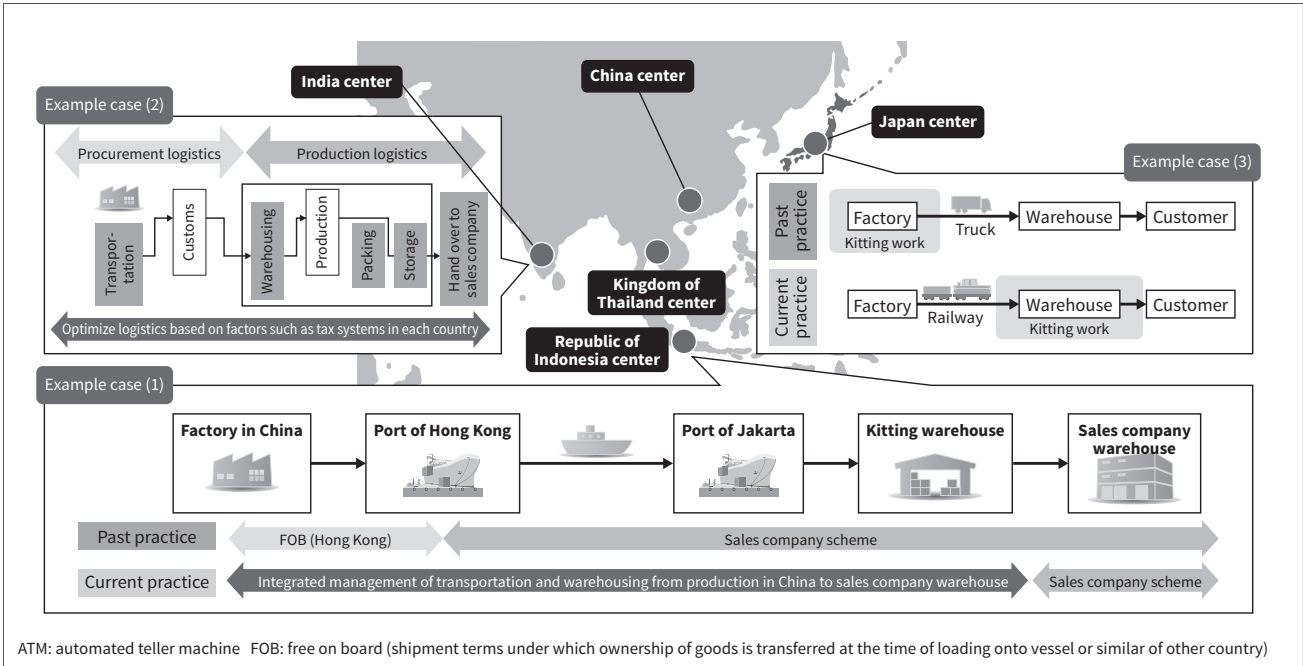 India center
China center
Japan center
Kingdom of
Thailand center
Republic of
Indonesia center
Example case (2)
Procurement logistics
Production logistics
Transpor-
tation
Customs
Warehousing
Production
Packing
Storage
Hand over to
sales company
Optimize logistics based on factors such as tax systems in each country
Example case (3)
Past
practice
Factory
Kitting work
Truck
Warehouse
Customer
Current
practice
Factory
Railway
Warehouse
Kitting work
Customer
Example case (1)
Factory in China
Port of Hong Kong
Port of Jakarta
Kitting warehouse
Sales company
warehouse
Past practice
FOB (Hong Kong)
Sales company scheme
Current practice
Integrated management of transportation and warehousing from production in China to sales company warehouse
Sales company scheme
ATM: automated teller machine FOB: free on board (shipment terms under which ownership of goods is transferred at the time of loading onto vessel or similar of other country)